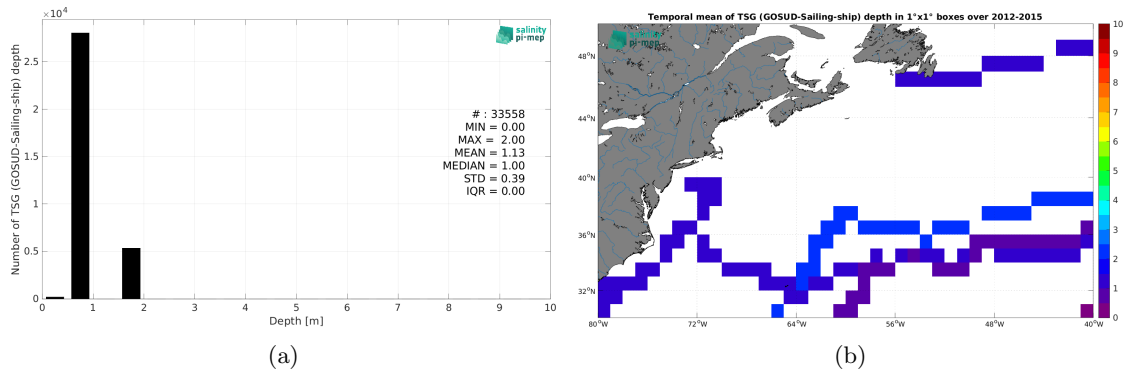 ×10⁴
2.5
2
1.5
1
0.5
0
0 1 2 3 4 5 6 7 8 9 10
Number of TSG (GOSUD-Sailing-ship) depth
Depth [m]
salinity
pi-mep
# : 33558
MIN = 0.00
MAX = 2.00
MEAN = 1.13
MEDIAN = 1.00
STD = 0.39
IQR = 0.00
(a)
Temporal mean of TSG (GOSUD-Sailing-ship) depth in 1°x1° boxes over 2012-2015
salinity
pi-mep
48°N
44°N
40°N
36°N
32°N
80°W 72°W 64°W 56°W 48°W 40°W
10
9
8
7
6
5
4
3
2
1
0
(b)